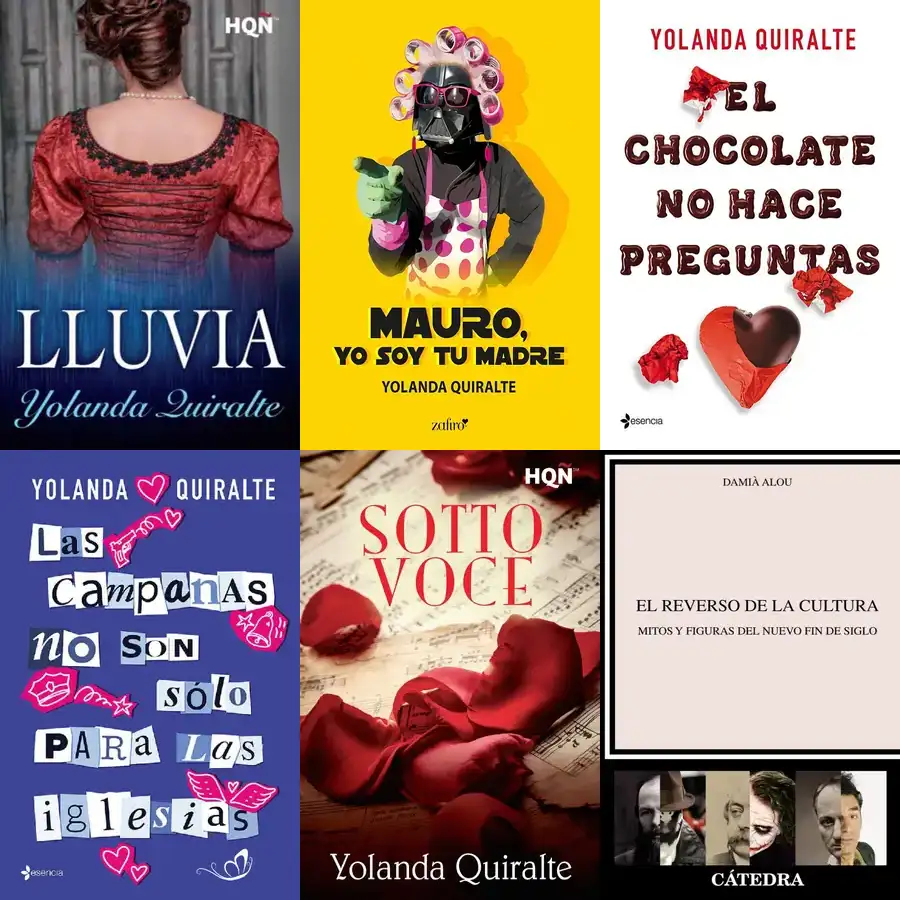 HQÑ™
LLUVIA
Yolanda Quiralte
MAURO,
YO SOY TU MADRE
YOLANDA QUIRALTE
zafiro
YOLANDA QUIRALTE
EL
CHOCOLATE
NO HACE
PREGUNTAS
esencia
YOLANDA QUIRALTE
Las
Campanas
no son
sólo
PARA Las
iglesias
esencia
HQÑ™
SOTTO
VOCE
Yolanda Quiralte
DAMIÀ ALOU
EL REVERSO DE LA CULTURA
MITOS Y FIGURAS DEL NUEVO FIN DE SIGLO
CÁTEDRA